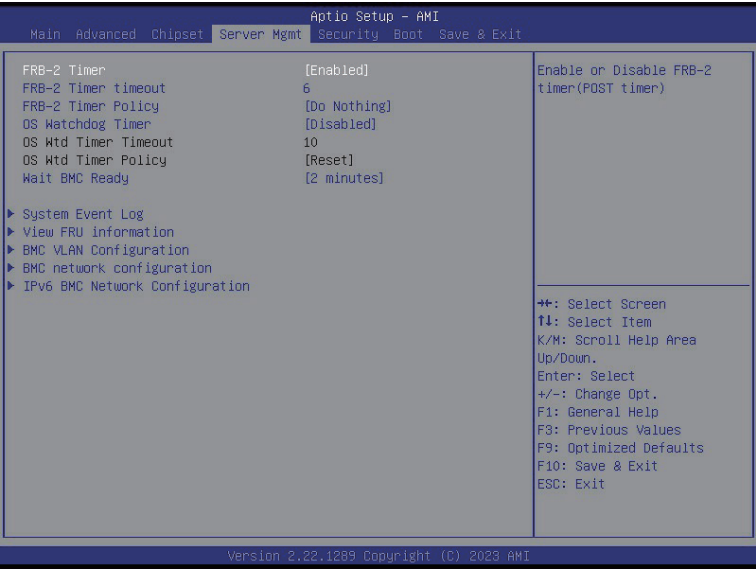 Aptio Setup – AMI
Main Advanced Chipset Server Mgmt Security Boot Save & Exit
FRB-2 Timer [Enabled]
FRB-2 Timer timeout 6
FRB-2 Timer Policy [Do Nothing]
OS Watchdog Timer [Disabled]
OS Wtd Timer Timeout 10
OS Wtd Timer Policy [Reset]
Wait BMC Ready [2 minutes]
System Event Log
View FRU information
BMC VLAN Configuration
BMC network configuration
IPv6 BMC Network Configuration
Enable or Disable FRB-2
timer(POST timer)
→←: Select Screen
↑↓: Select Item
K/M: Scroll Help Area
Up/Down.
Enter: Select
+/-: Change Opt.
F1: General Help
F3: Previous Values
F9: Optimized Defaults
F10: Save & Exit
ESC: Exit
Version 2.22.1289 Copyright (C) 2023 AMI